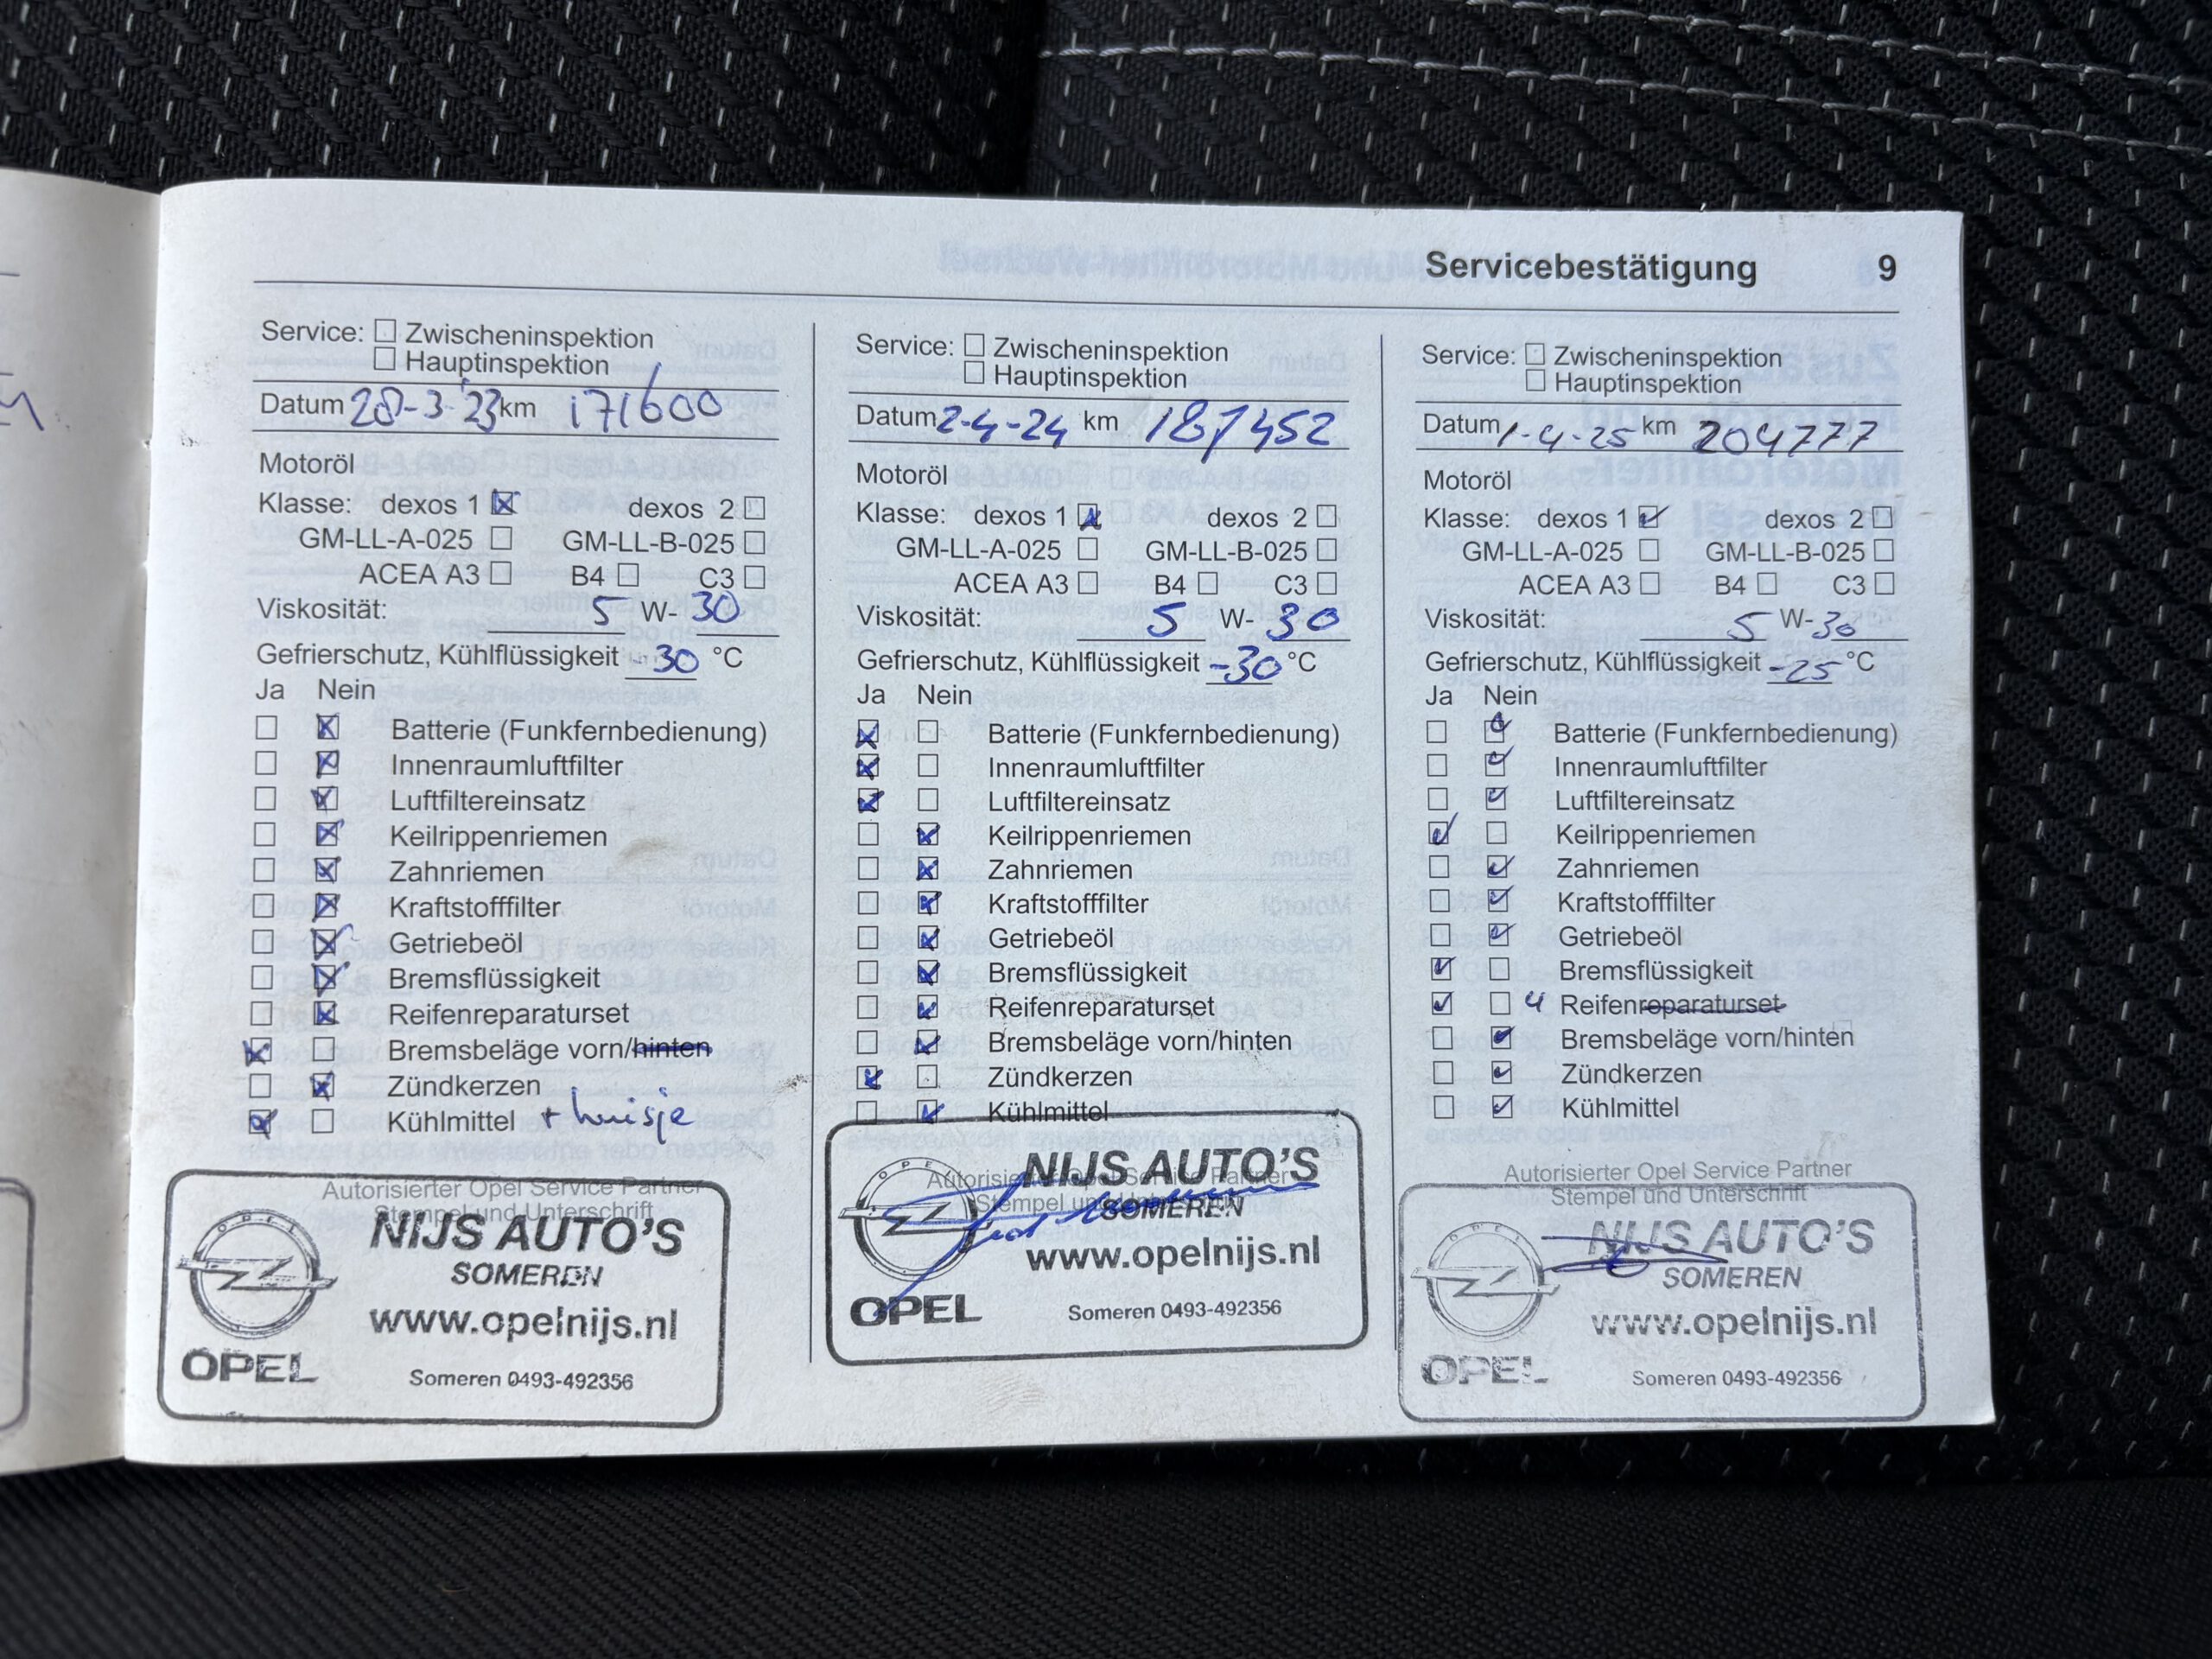 Servicebestätigung 9
Service: Zwischeninspektion
Hauptinspektion
Datum 28-3-'23 km 171600
Motoröl
Klasse: dexos 1 dexos 2
GM-LL-A-025 GM-LL-B-025
ACEA A3 B4 C3
Viskosität: 5 W- 30
Gefrierschutz, Kühlflüssigkeit -30 °C
Ja Nein
Batterie (Funkfernbedienung)
Innenraumluftfilter
Luftfiltereinsatz
Keilrippenriemen
Zahnriemen
Kraftstofffilter
Getriebeöl
Bremsflüssigkeit
Reifenreparaturset
Bremsbeläge vorn/hinten
Zündkerzen
Kühlmittel + huisje
Autorisierter Opel Service Partner
Stempel und Unterschrift
NIJS AUTO'S
SOMEREN
www.opelnijs.nl
OPEL
Someren 0493-492356
Service: Zwischeninspektion
Hauptinspektion
Datum 2-4-24 km 187452
Motoröl
Klasse: dexos 1 dexos 2
GM-LL-A-025 GM-LL-B-025
ACEA A3 B4 C3
Viskosität: 5 W- 30
Gefrierschutz, Kühlflüssigkeit -30 °C
Ja Nein
Batterie (Funkfernbedienung)
Innenraumluftfilter
Luftfiltereinsatz
Keilrippenriemen
Zahnriemen
Kraftstofffilter
Getriebeöl
Bremsflüssigkeit
Reifenreparaturset
Bremsbeläge vorn/hinten
Zündkerzen
Kühlmittel
Autorisierter Opel Service Partner
Stempel und
NIJS AUTO'S
SOMEREN
www.opelnijs.nl
OPEL
Someren 0493-492356
Service: Zwischeninspektion
Hauptinspektion
Datum 1-4-25 km 204777
Motoröl
Klasse: dexos 1 dexos 2
GM-LL-A-025 GM-LL-B-025
ACEA A3 B4 C3
Viskosität: 5 W- 30
Gefrierschutz, Kühlflüssigkeit -25 °C
Ja Nein
Batterie (Funkfernbedienung)
Innenraumluftfilter
Luftfiltereinsatz
Keilrippenriemen
Zahnriemen
Kraftstofffilter
Getriebeöl
Bremsflüssigkeit
4 Reifenreparaturset
Bremsbeläge vorn/hinten
Zündkerzen
Kühlmittel
Autorisierter Opel Service Partner
Stempel und Unterschrift
NIJS AUTO'S
SOMEREN
www.opelnijs.nl
OPEL
Someren 0493-492356